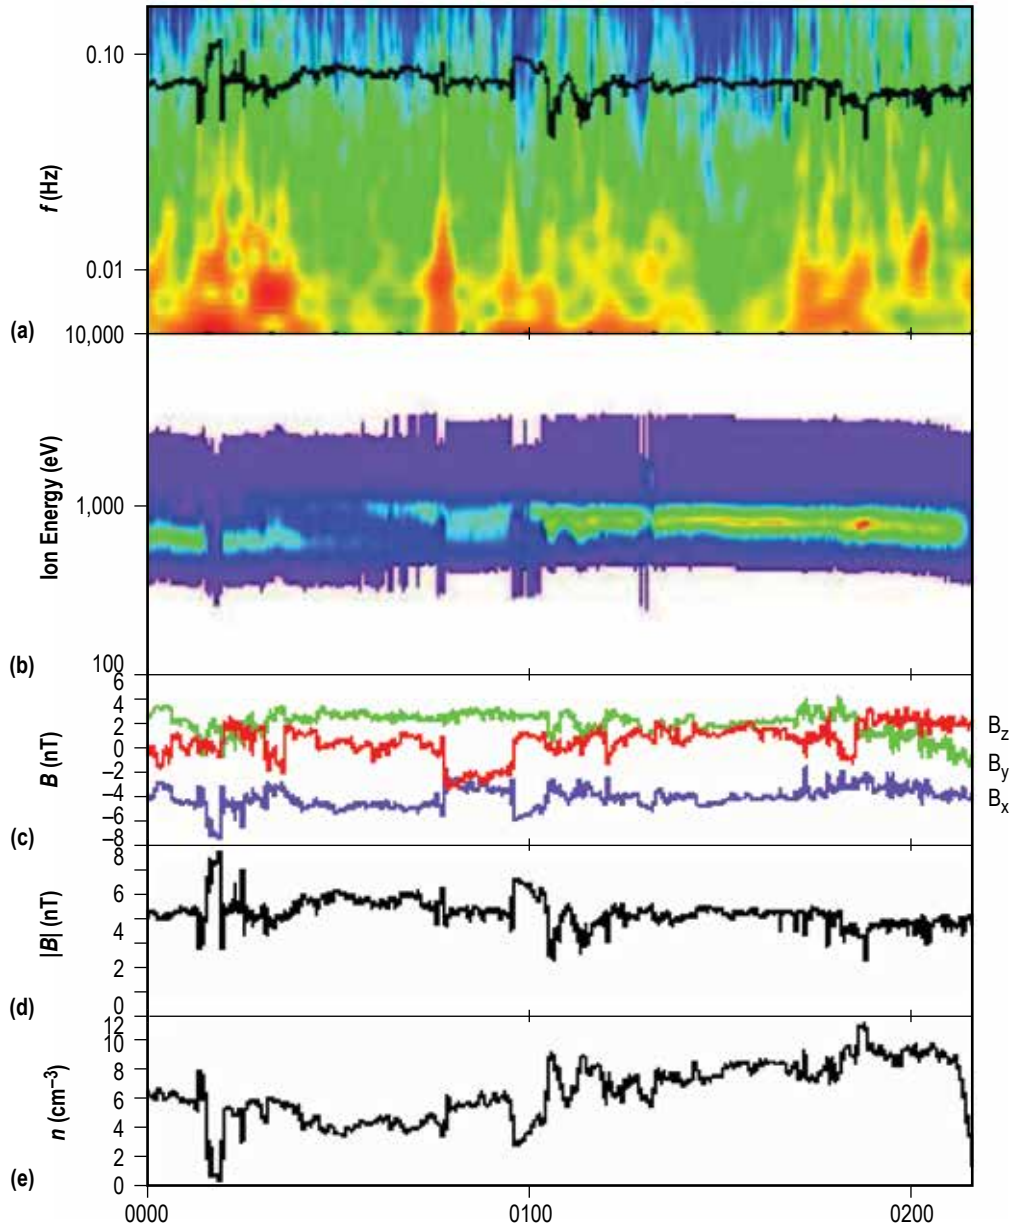 0.10
f (Hz)
0.01
(a)
10,000
Ion Energy (eV)
1,000
(b)
100
6
4
2
0
–2
–4
–6
–8
B (nT)
Bz
By
Bx
(c)
8
6
4
2
0
|B| (nT)
(d)
12
10
8
6
4
2
0
n (cm–3)
(e)
0000
0100
0200